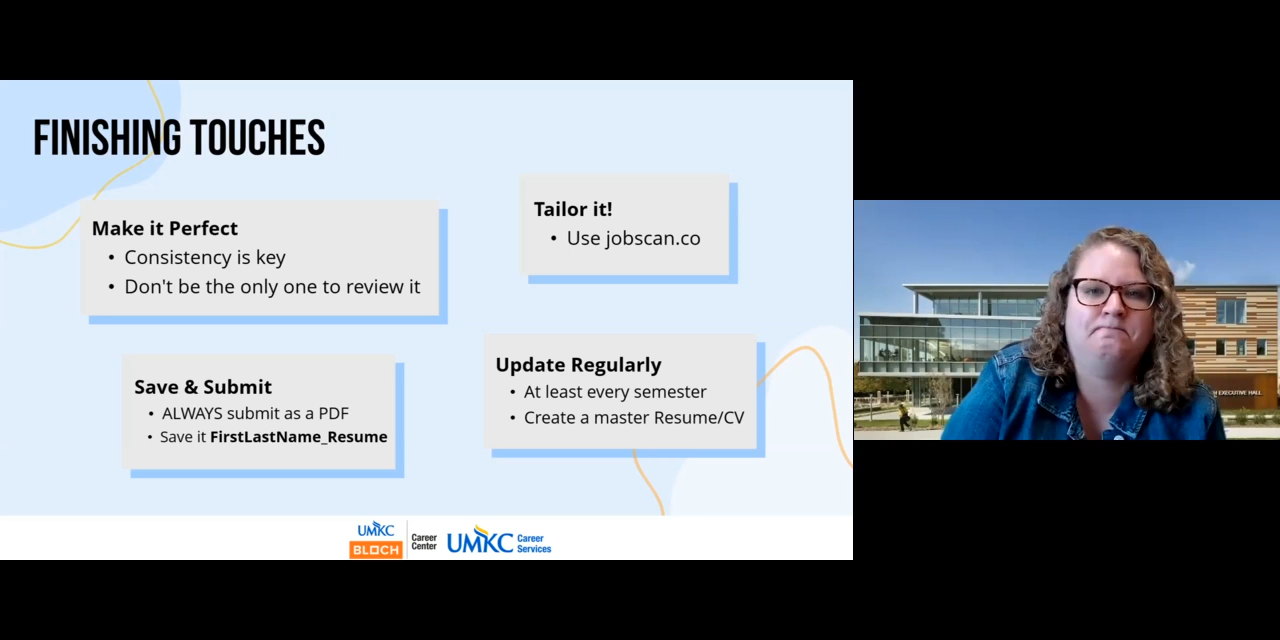 FINISHING TOUCHES
Make it Perfect
• Consistency is key
• Don't be the only one to review it
Tailor it!
• Use jobscan.co
Save & Submit
• ALWAYS submit as a PDF
• Save it FirstLastName_Resume
Update Regularly
• At least every semester
• Create a master Resume/CV
UMKC
BLOCH
Career
Center
UMKC
Career
Services
EXECUTIVE HALL